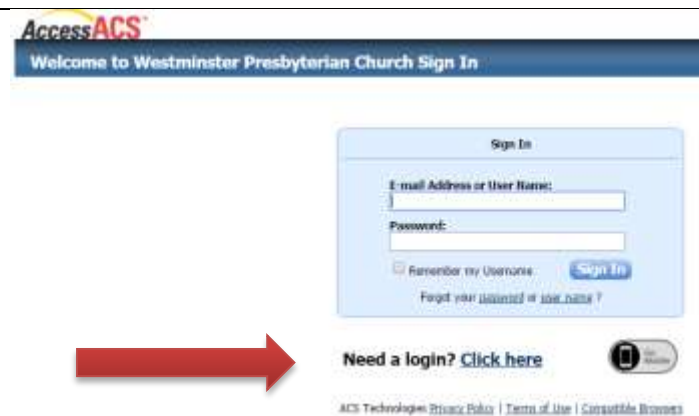 AccessACS
Welcome to Westminster Presbyterian Church Sign In
Sign In
E-mail Address or User Name:
Password:
Remember my Username Sign In
Forgot your password or user name ?
Need a login? Click here
ACS Technologies Privacy Policy | Terms of Use | Compatible Browsers